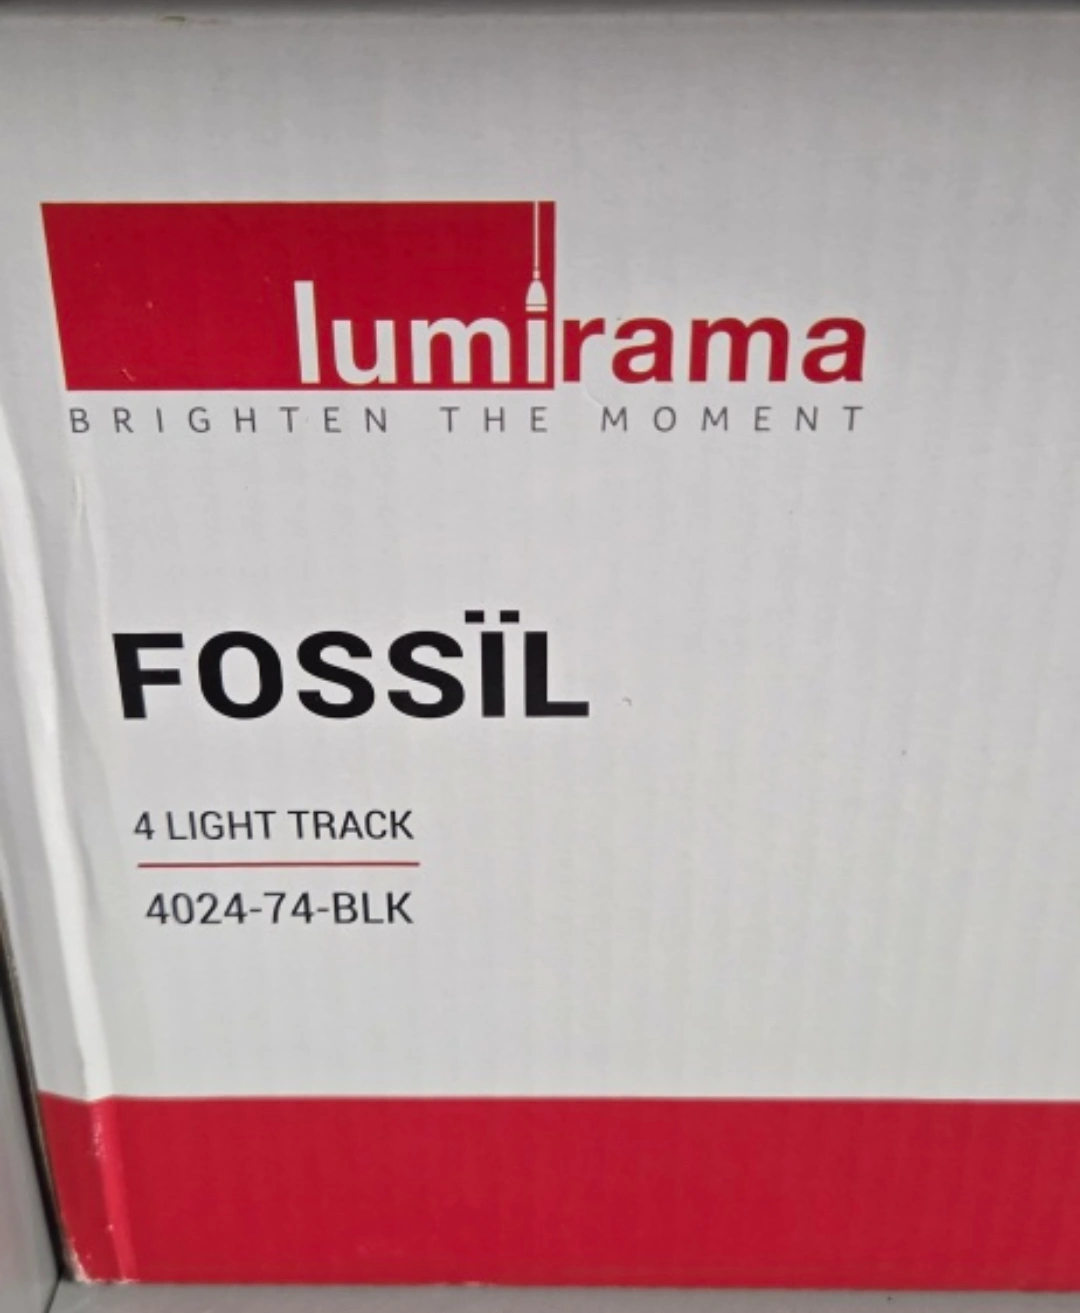 lumirama
BRIGHTEN THE MOMENT
FOSSÏL
4 LIGHT TRACK
4024-74-BLK